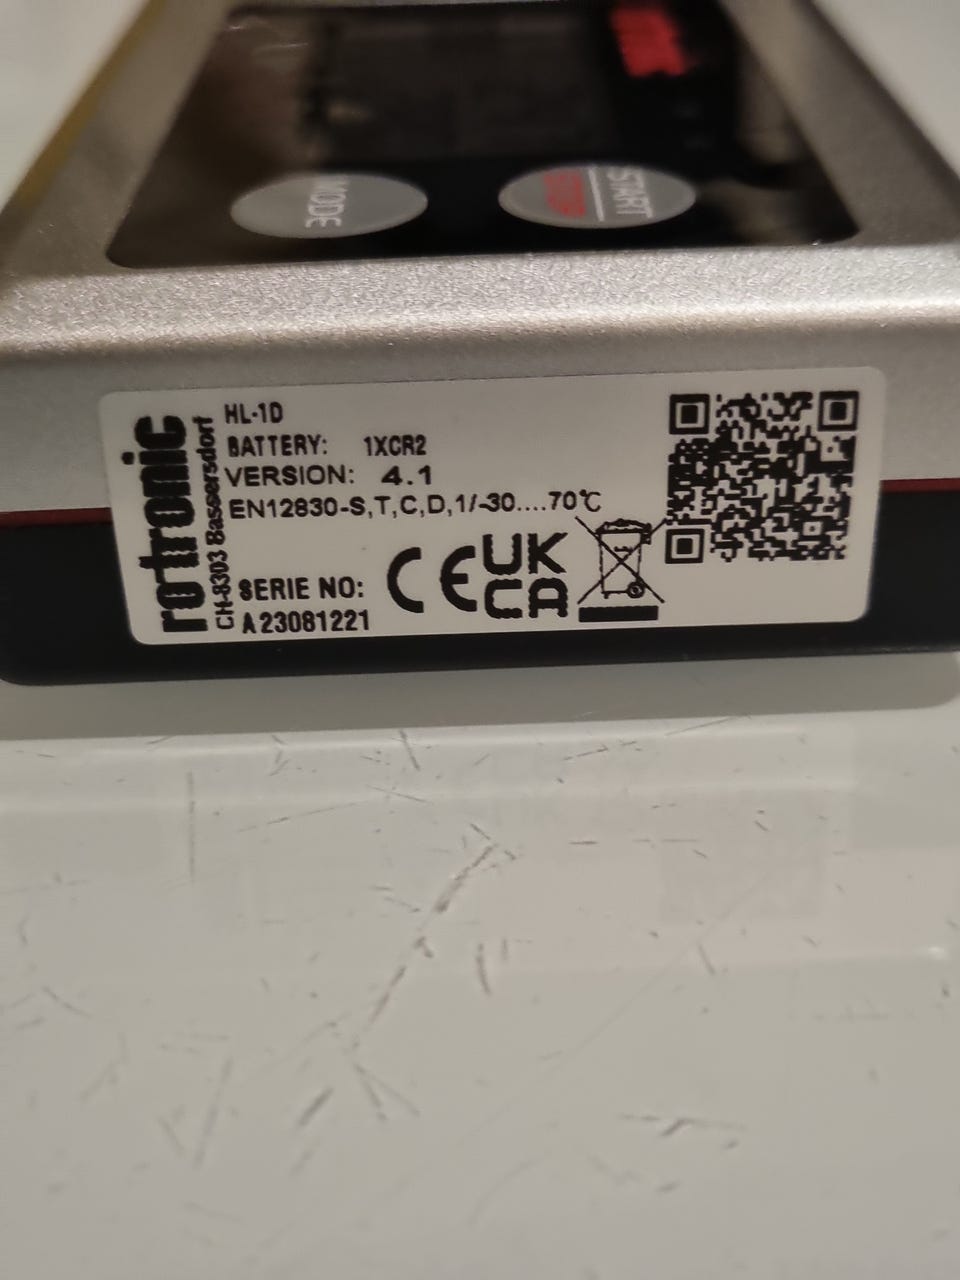 MODE
START
STOP
rotronic
CH-8303 Bassersdorf
HL-1D
BATTERY: 1XCR2
VERSION: 4.1
EN12830-S,T,C,D,1/-30....70℃
SERIE NO:
A23081221
CE
UK
CA